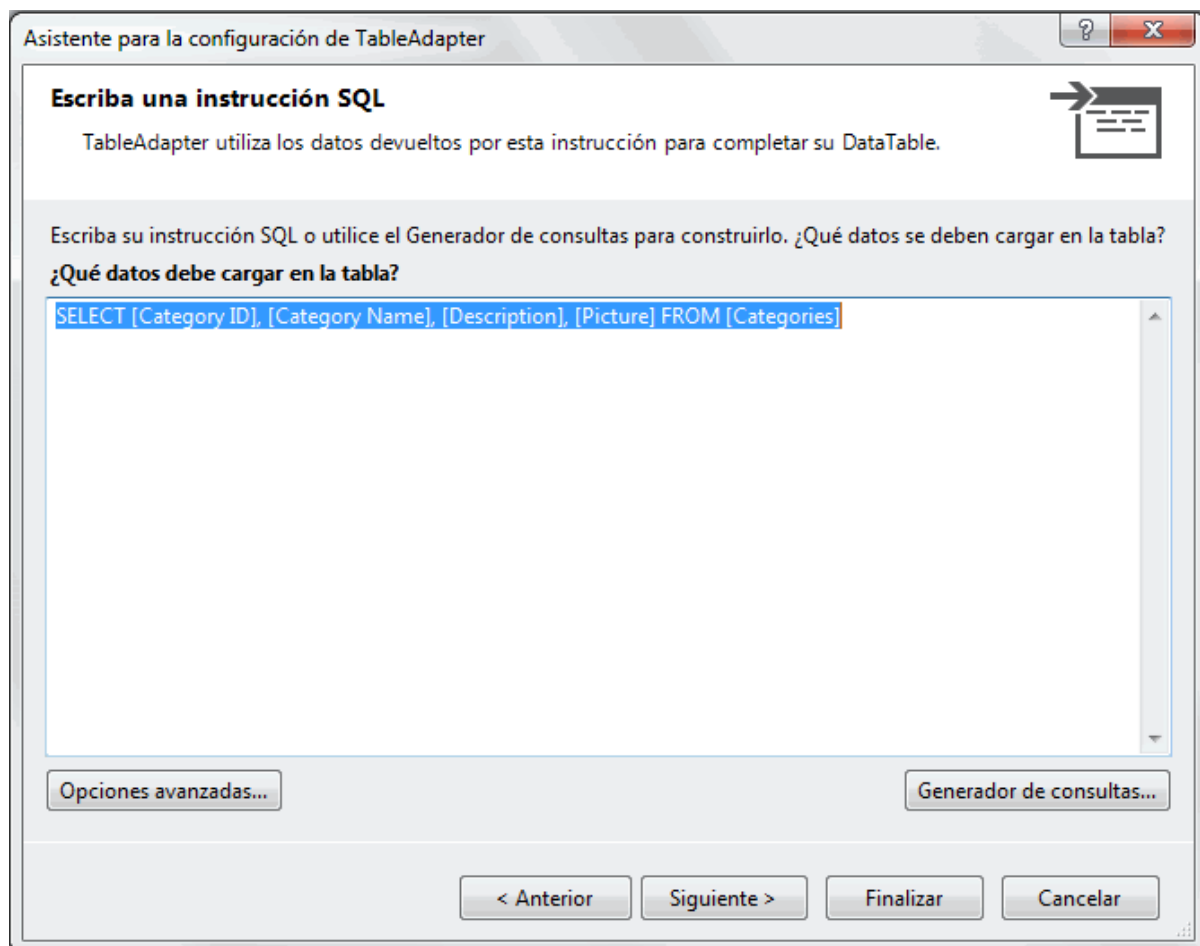 Asistente para la configuración de TableAdapter
?
X
Escriba una instrucción SQL
TableAdapter utiliza los datos devueltos por esta instrucción para completar su DataTable.
Escriba su instrucción SQL o utilice el Generador de consultas para construirlo. ¿Qué datos se deben cargar en la tabla?
¿Qué datos debe cargar en la tabla?
SELECT [Category ID], [Category Name], [Description], [Picture] FROM [Categories]
Opciones avanzadas...
Generador de consultas...
< Anterior
Siguiente >
Finalizar
Cancelar